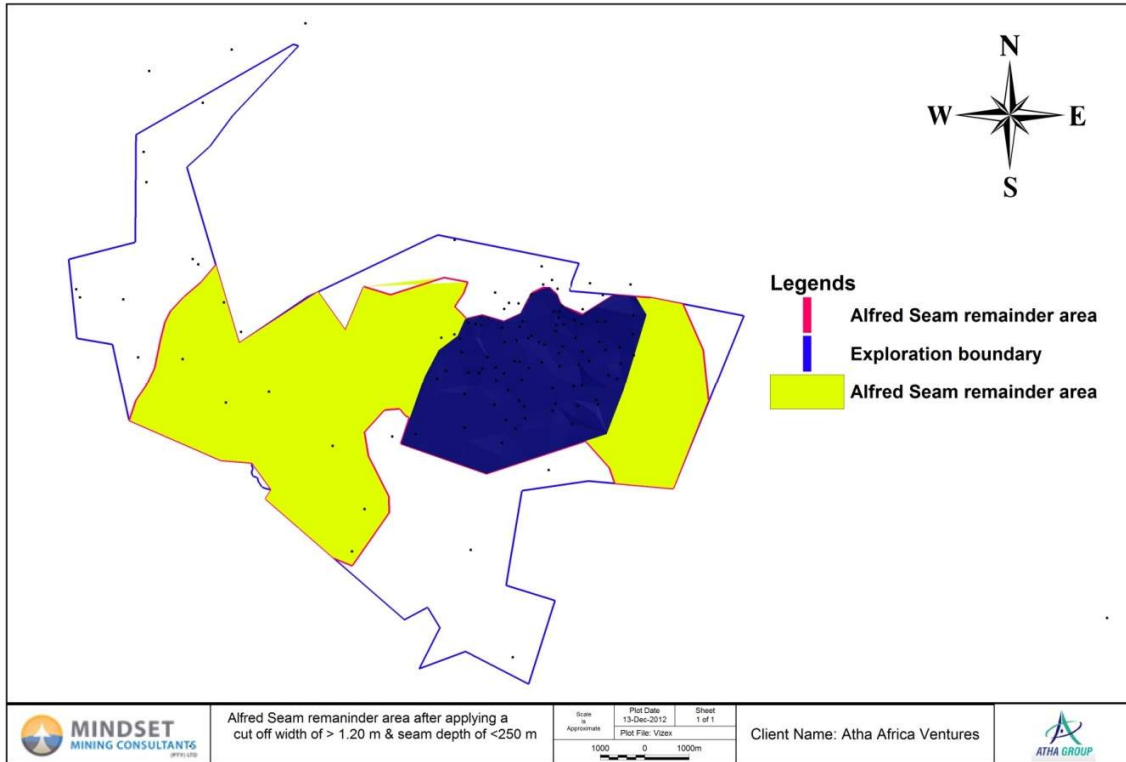 N
W
E
S
Legends
Alfred Seam remainder area
Exploration boundary
Alfred Seam remainder area
MINDSET
MINING CONSULTANTS
(PTY) LTD
Alfred Seam remaninder area after applying a
cut off width of > 1.20 m & seam depth of <250 m
Scale
is
Approximate
Plot Date
13-Dec-2012
Sheet
1 of 1
Plot File: Vizex
1000 0 1000m
Client Name: Atha Africa Ventures
ATHA GROUP